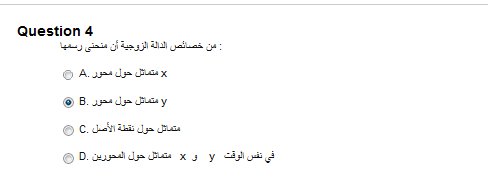 Question 4
من خصائص الدالة الزوجية أن منحنى رسمها :
A. متماثل حول محور x
B. متماثل حول محور y
C. متماثل حول نقطة الأصل
D. متماثل حول المحورين x و y في نفس الوقت